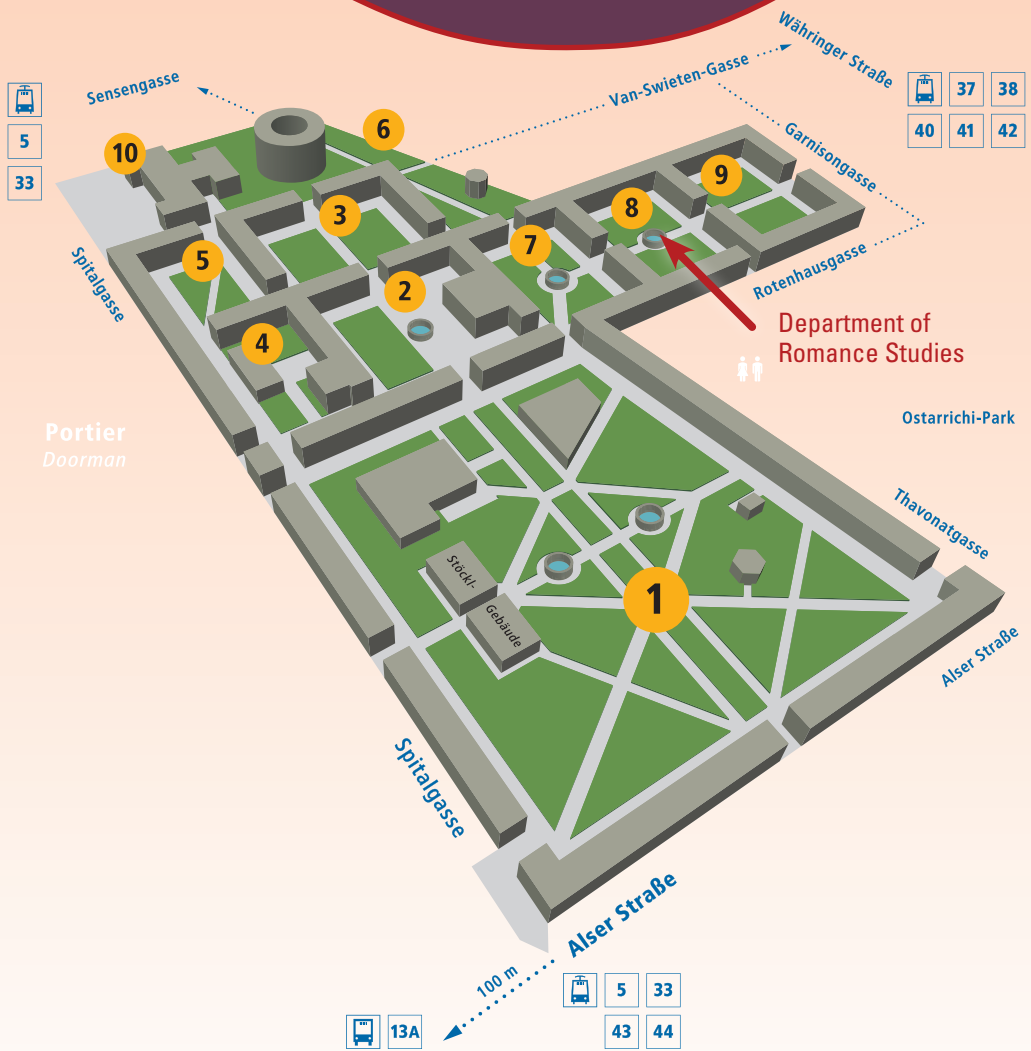 Währinger Straße
37 38
40 41 42
Van-Swieten-Gasse
Sensengasse
5
33
Garnisongasse
6
10
9
3
8
7
5
2
4
Spitalgasse
Rotenhausgasse
Department of
Romance Studies
Ostarrichi-Park
Portier
Doorman
Thavonatgasse
Stöckl-
Gebäude
1
Alser Straße
Spitalgasse
Alser Straße
100 m
5 33
43 44
13A